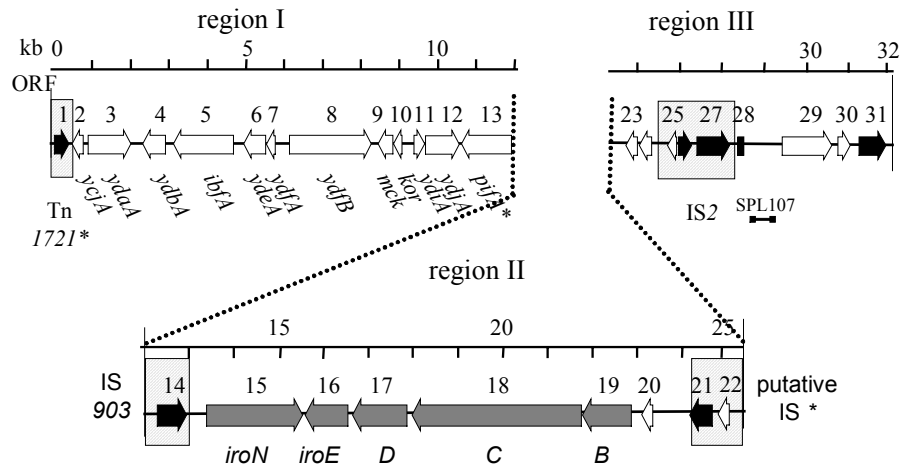 region I
region III
kb 0 5 10
30 32
ORF
1 2 3 4 5 6 7 8 9 10 11 12 13
23 25 27 28 29 30 31
ycjA ydaA ydbA ibfA ydeA ydfA ydfB mck kor ydiA ydjA pifA *
Tn
1721*
IS2
SPL107
region II
15 20 25
IS
903
14 15 16 17 18 19 20 21 22
putative
IS *
iroN iroE D C B